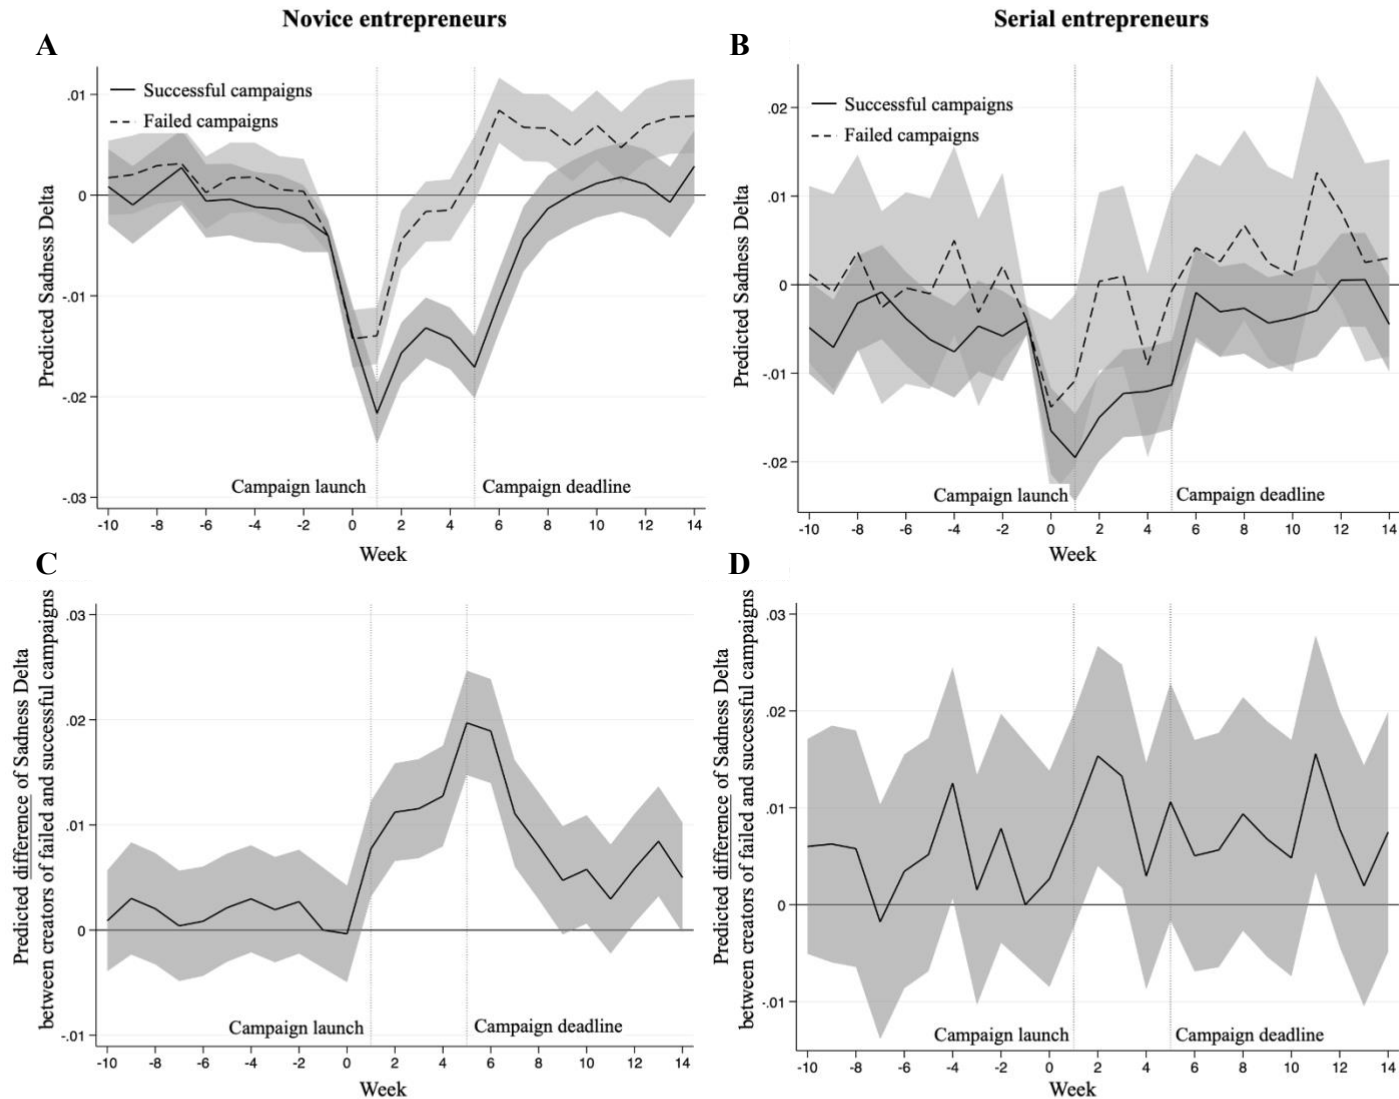 Novice entrepreneurs
A
Successful campaigns
Failed campaigns
Predicted Sadness Delta
.01
0
-.01
-.02
-.03
Campaign launch
Campaign deadline
-10 -8 -6 -4 -2 0 2 4 6 8 10 12 14
Week
Serial entrepreneurs
B
Successful campaigns
Failed campaigns
Predicted Sadness Delta
.02
.01
0
-.01
-.02
Campaign launch
Campaign deadline
-10 -8 -6 -4 -2 0 2 4 6 8 10 12 14
Week
C
Predicted difference of Sadness Delta
between creators of failed and successful campaigns
.03
.02
.01
0
-.01
Campaign launch
Campaign deadline
-10 -8 -6 -4 -2 0 2 4 6 8 10 12 14
Week
D
Predicted difference of Sadness Delta
between creators of failed and successful campaigns
.03
.02
.01
0
-.01
Campaign launch
Campaign deadline
-10 -8 -6 -4 -2 0 2 4 6 8 10 12 14
Week